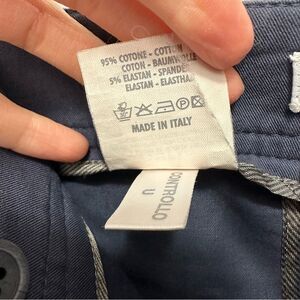 95% COTONE - COTTON
COTON - BAUMWOLLE
5% ELASTAN - SPANDEX
ELASTAN - ELASTHAN
MADE IN ITALY
CONTROLLO
U